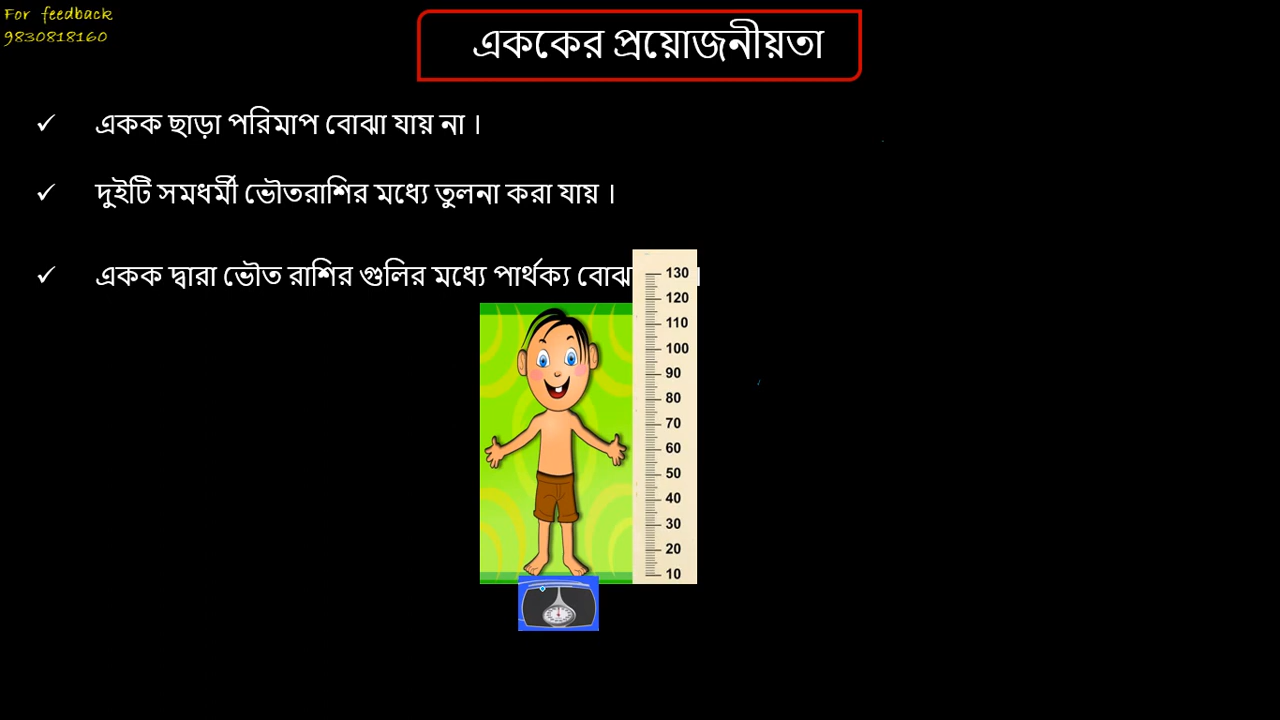 For feedback
9830818160
এককের প্রয়োজনীয়তা
✓ একক ছাড়া পরিমাপ বোঝা যায় না ।
✓ দুইটি সমধর্মী ভৌতরাশির মধ্যে তুলনা করা যায় ।
✓ একক দ্বারা ভৌত রাশির গুলির মধ্যে পার্থক্য ।
130
120
110
100
90
80
70
60
50
40
30
20
10